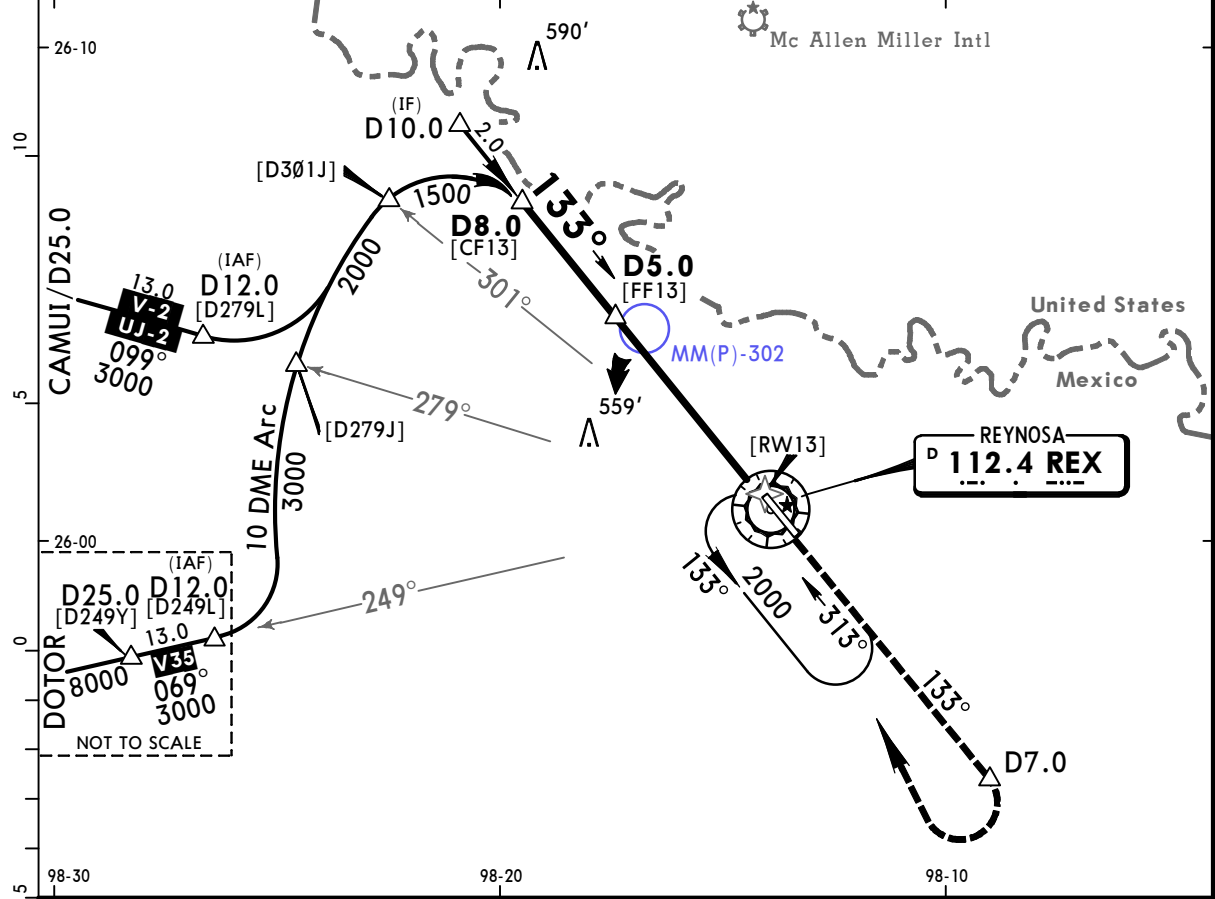 590'
26-10
Mc Allen Miller Intl
(IF)
D10.0
2.0
10
[D301J]
1500
133°
D8.0
[CF13]
D5.0
[FF13]
CAMUI/D25.0
(IAF)
D12.0
[D279L]
2000
301°
13.0
V-2
UJ-2
099°
3000
MM(P)-302
United States
Mexico
5
279°
559'
[D279J]
[RW13]
REYNOSA
D 112.4 REX
10 DME Arc
3000
26-00
(IAF)
D12.0
[D249L]
D25.0
[D249Y]
249°
133°
2000
313°
0
DOTOR
13.0
V35
8000
069°
3000
NOT TO SCALE
133°
D7.0
5
98-30
98-20
98-10